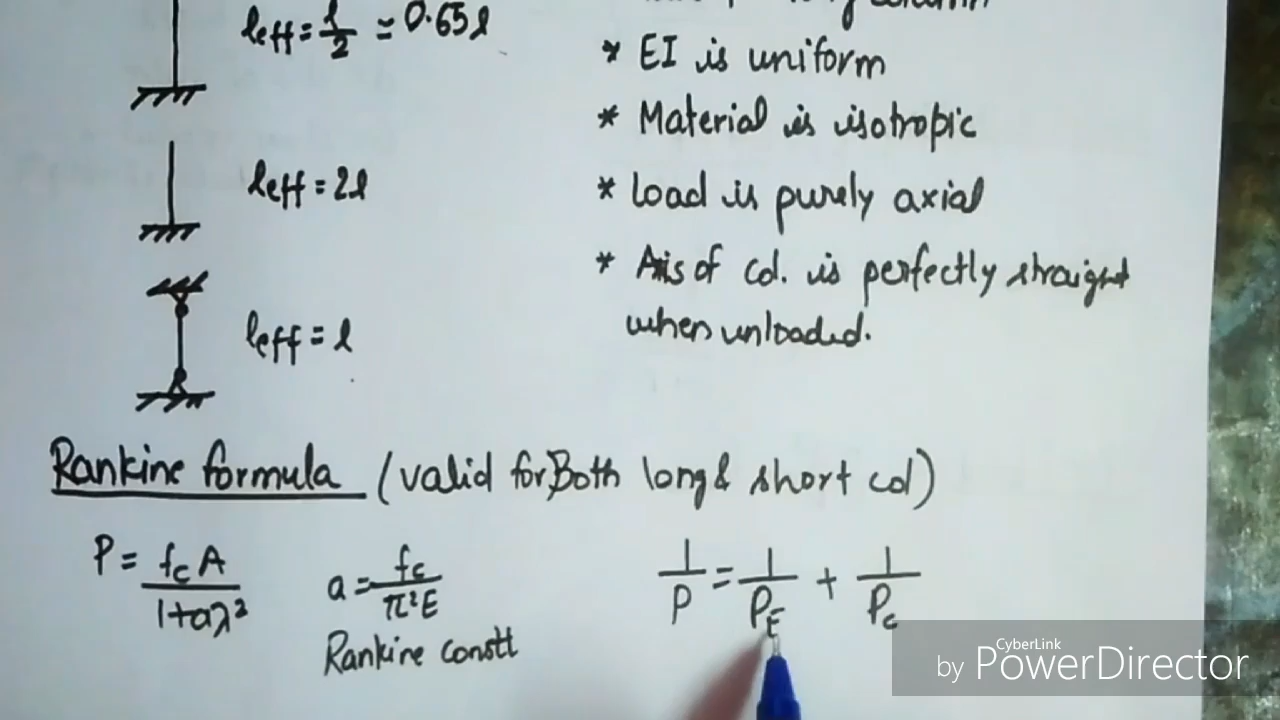 leff = l/2 ≃ 0.65l
leff = 2l
leff = l
column
* EI is uniform
* Material is isotropic
* Load is purely axial
* Axis of col. is perfectly straight
when unloaded.
Rankine formula (valid for Both long & short col)
P = fcA / 1+aλ²
a = fc / π²E
Rankine constt
1/P = 1/PE + 1/Pc
CyberLink
by PowerDirector